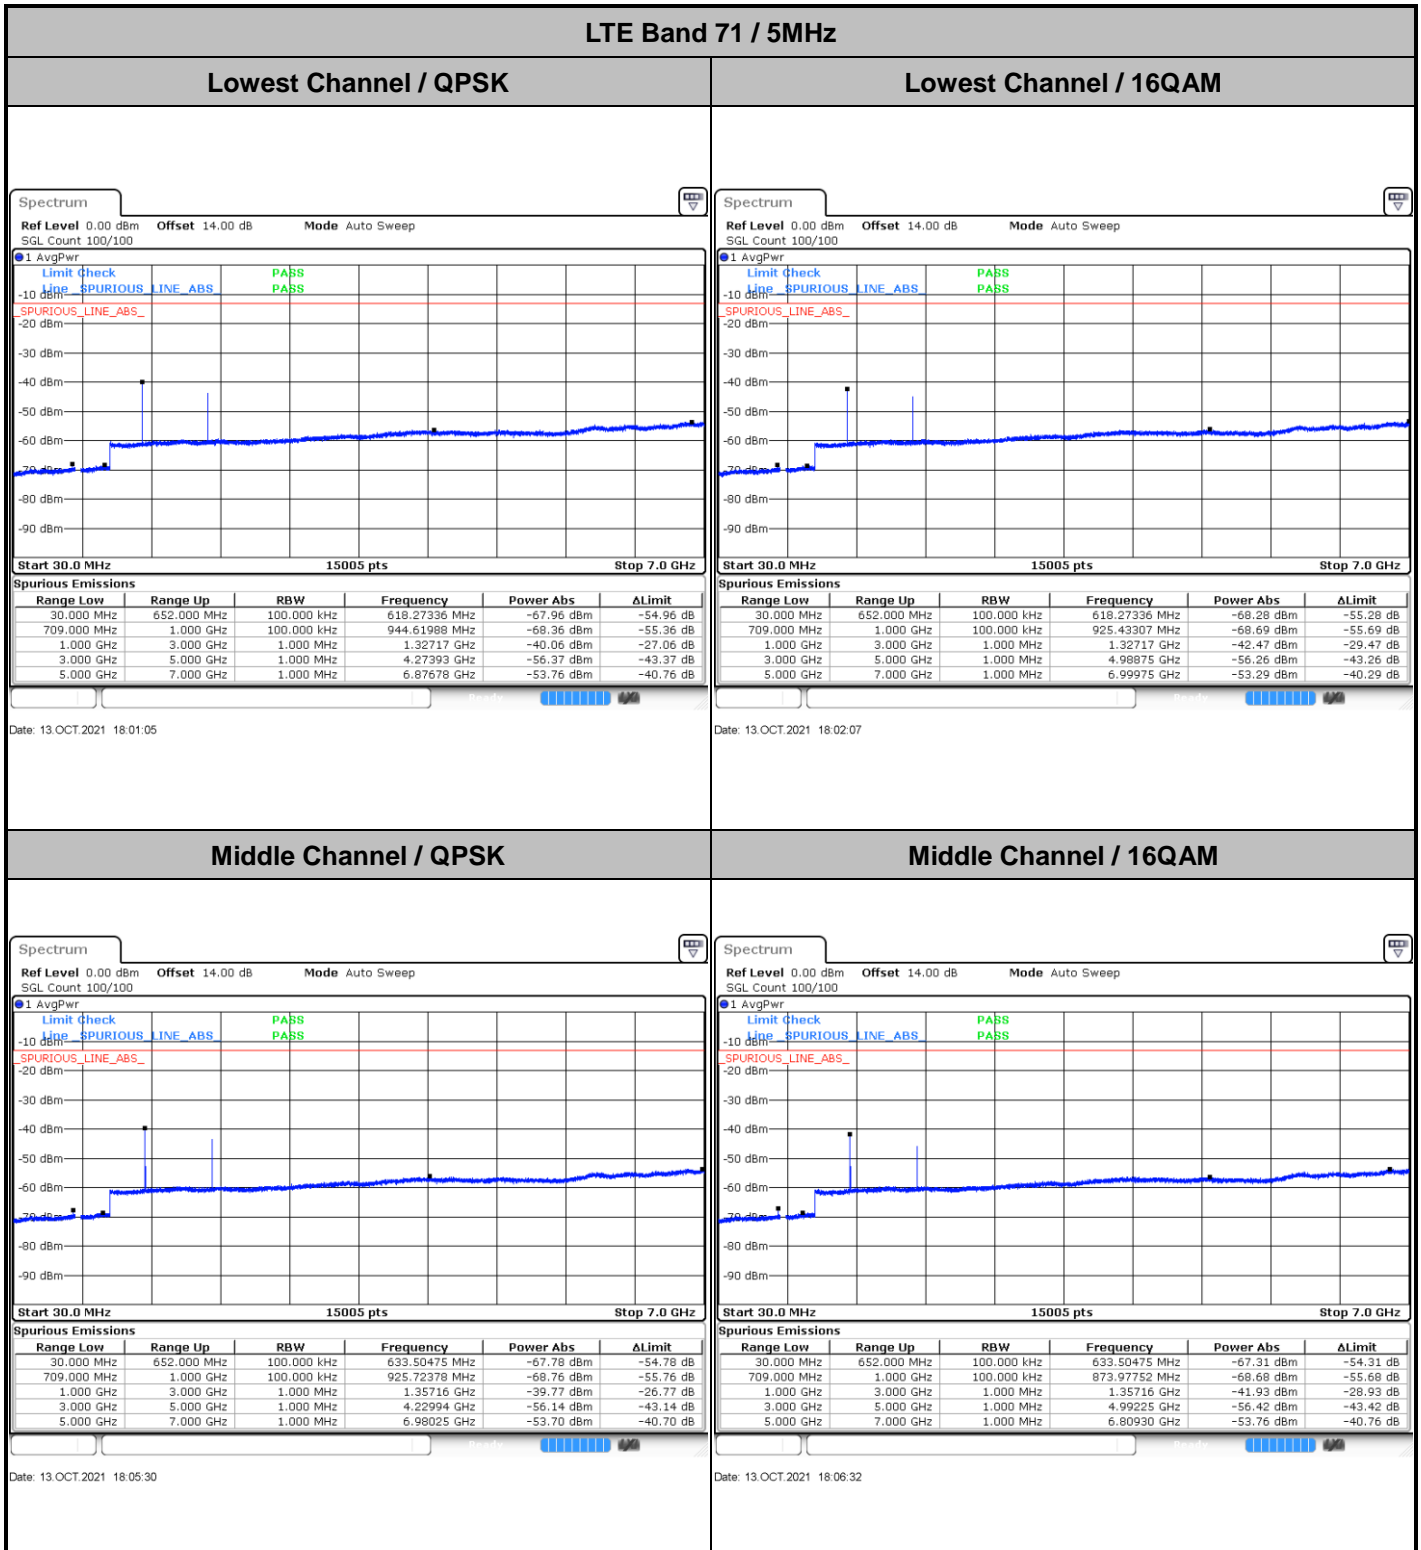 LTE Band 71 / 5MHz
Lowest Channel / QPSK
Lowest Channel / 16QAM
Spectrum
Ref Level 0.00 dBm Offset 14.00 dB Mode Auto Sweep
SGL Count 100/100
1 AvgPwr
Limit Check PASS
Line _SPURIOUS_LINE_ABS_ PASS
-10 dBm
_SPURIOUS_LINE_ABS_
-20 dBm
-30 dBm
-40 dBm
-50 dBm
-60 dBm
-70 dBm
-80 dBm
-90 dBm
Start 30.0 MHz 15005 pts Stop 7.0 GHz
Spurious Emissions
Range Low Range Up RBW Frequency Power Abs ΔLimit
30.000 MHz 652.000 MHz 100.000 kHz 618.27336 MHz -67.96 dBm -54.96 dB
709.000 MHz 1.000 GHz 100.000 kHz 944.61988 MHz -68.36 dBm -55.36 dB
1.000 GHz 3.000 GHz 1.000 MHz 1.32717 GHz -40.06 dBm -27.06 dB
3.000 GHz 5.000 GHz 1.000 MHz 4.27393 GHz -56.37 dBm -43.37 dB
5.000 GHz 7.000 GHz 1.000 MHz 6.87678 GHz -53.76 dBm -40.76 dB
Ready
Date: 13.OCT.2021 18:01:05
Spectrum
Ref Level 0.00 dBm Offset 14.00 dB Mode Auto Sweep
SGL Count 100/100
1 AvgPwr
Limit Check PASS
Line _SPURIOUS_LINE_ABS_ PASS
-10 dBm
_SPURIOUS_LINE_ABS_
-20 dBm
-30 dBm
-40 dBm
-50 dBm
-60 dBm
-70 dBm
-80 dBm
-90 dBm
Start 30.0 MHz 15005 pts Stop 7.0 GHz
Spurious Emissions
Range Low Range Up RBW Frequency Power Abs ΔLimit
30.000 MHz 652.000 MHz 100.000 kHz 618.27336 MHz -68.28 dBm -55.28 dB
709.000 MHz 1.000 GHz 100.000 kHz 925.43307 MHz -68.69 dBm -55.69 dB
1.000 GHz 3.000 GHz 1.000 MHz 1.32717 GHz -42.47 dBm -29.47 dB
3.000 GHz 5.000 GHz 1.000 MHz 4.98875 GHz -56.26 dBm -43.26 dB
5.000 GHz 7.000 GHz 1.000 MHz 6.99975 GHz -53.29 dBm -40.29 dB
Ready
Date: 13.OCT.2021 18:02:07
Middle Channel / QPSK
Middle Channel / 16QAM
Spectrum
Ref Level 0.00 dBm Offset 14.00 dB Mode Auto Sweep
SGL Count 100/100
1 AvgPwr
Limit Check PASS
Line _SPURIOUS_LINE_ABS_ PASS
-10 dBm
_SPURIOUS_LINE_ABS_
-20 dBm
-30 dBm
-40 dBm
-50 dBm
-60 dBm
-70 dBm
-80 dBm
-90 dBm
Start 30.0 MHz 15005 pts Stop 7.0 GHz
Spurious Emissions
Range Low Range Up RBW Frequency Power Abs ΔLimit
30.000 MHz 652.000 MHz 100.000 kHz 633.50475 MHz -67.78 dBm -54.78 dB
709.000 MHz 1.000 GHz 100.000 kHz 925.72378 MHz -68.76 dBm -55.76 dB
1.000 GHz 3.000 GHz 1.000 MHz 1.35716 GHz -39.77 dBm -26.77 dB
3.000 GHz 5.000 GHz 1.000 MHz 4.22994 GHz -56.14 dBm -43.14 dB
5.000 GHz 7.000 GHz 1.000 MHz 6.98025 GHz -53.70 dBm -40.70 dB
Ready
Date: 13.OCT.2021 18:05:30
Spectrum
Ref Level 0.00 dBm Offset 14.00 dB Mode Auto Sweep
SGL Count 100/100
1 AvgPwr
Limit Check PASS
Line _SPURIOUS_LINE_ABS_ PASS
-10 dBm
_SPURIOUS_LINE_ABS_
-20 dBm
-30 dBm
-40 dBm
-50 dBm
-60 dBm
-70 dBm
-80 dBm
-90 dBm
Start 30.0 MHz 15005 pts Stop 7.0 GHz
Spurious Emissions
Range Low Range Up RBW Frequency Power Abs ΔLimit
30.000 MHz 652.000 MHz 100.000 kHz 633.50475 MHz -67.31 dBm -54.31 dB
709.000 MHz 1.000 GHz 100.000 kHz 873.97752 MHz -68.68 dBm -55.68 dB
1.000 GHz 3.000 GHz 1.000 MHz 1.35716 GHz -41.93 dBm -28.93 dB
3.000 GHz 5.000 GHz 1.000 MHz 4.99225 GHz -56.42 dBm -43.42 dB
5.000 GHz 7.000 GHz 1.000 MHz 6.80930 GHz -53.76 dBm -40.76 dB
Ready
Date: 13.OCT.2021 18:06:32